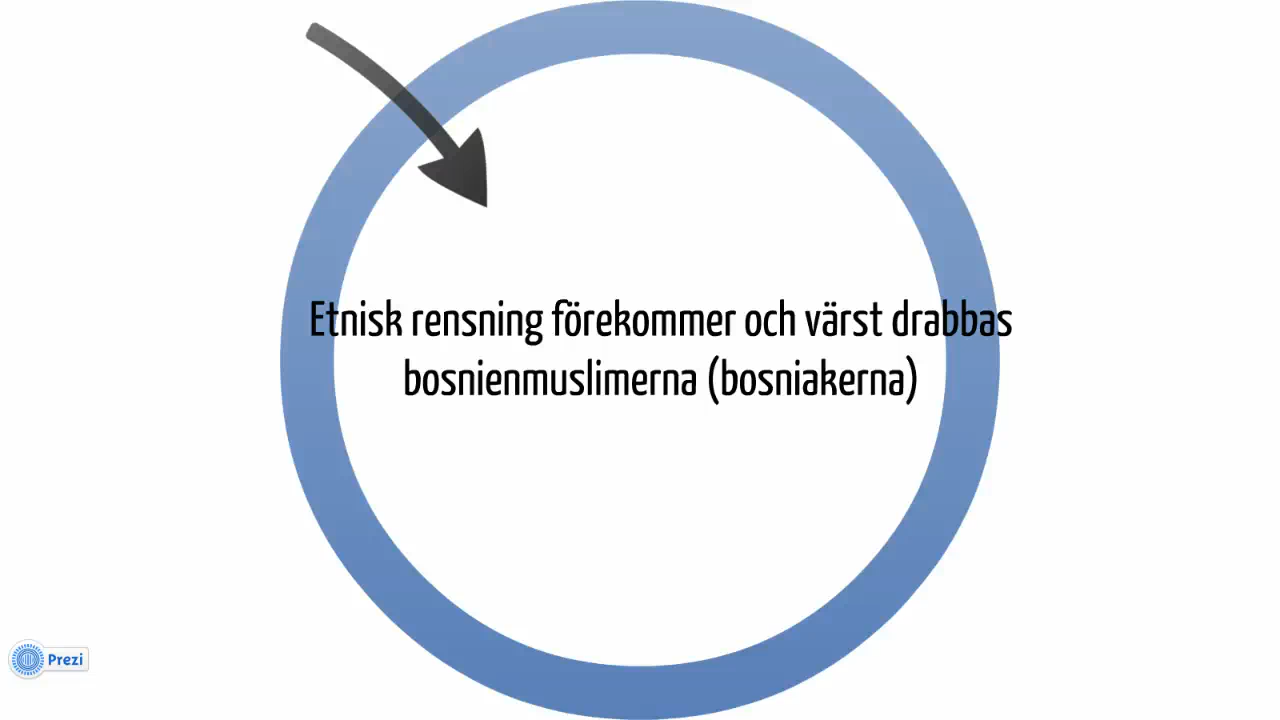 Etnisk rensning förekommer och värst drabbas
bosnienmuslimerna (bosniakerna)
Prezi